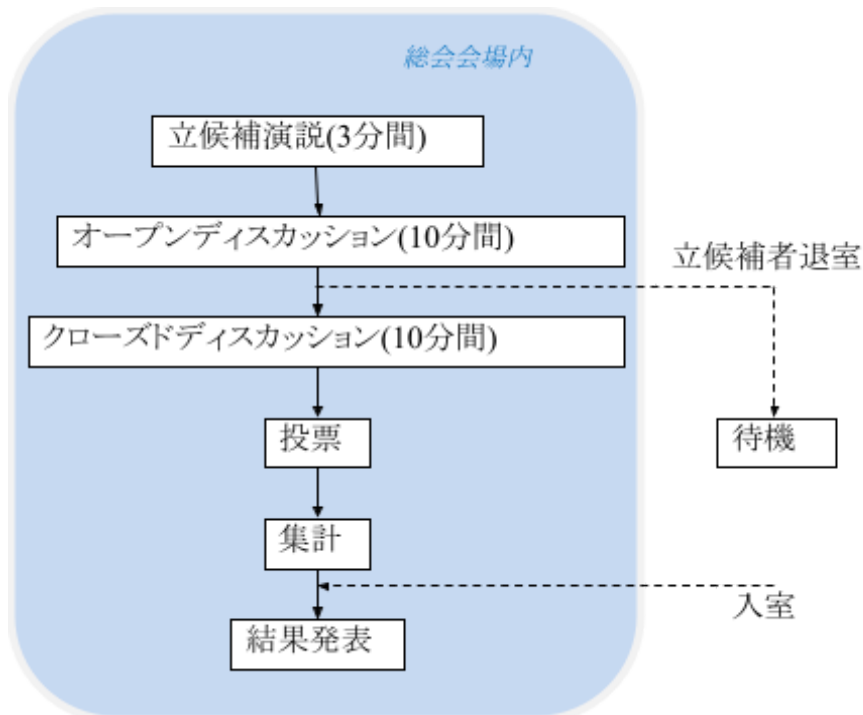 総会会場内
立候補演説(3分間)
オープンディスカッション(10分間)
立候補者退室
クローズドディスカッション(10分間)
投票
待機
集計
入室
結果発表